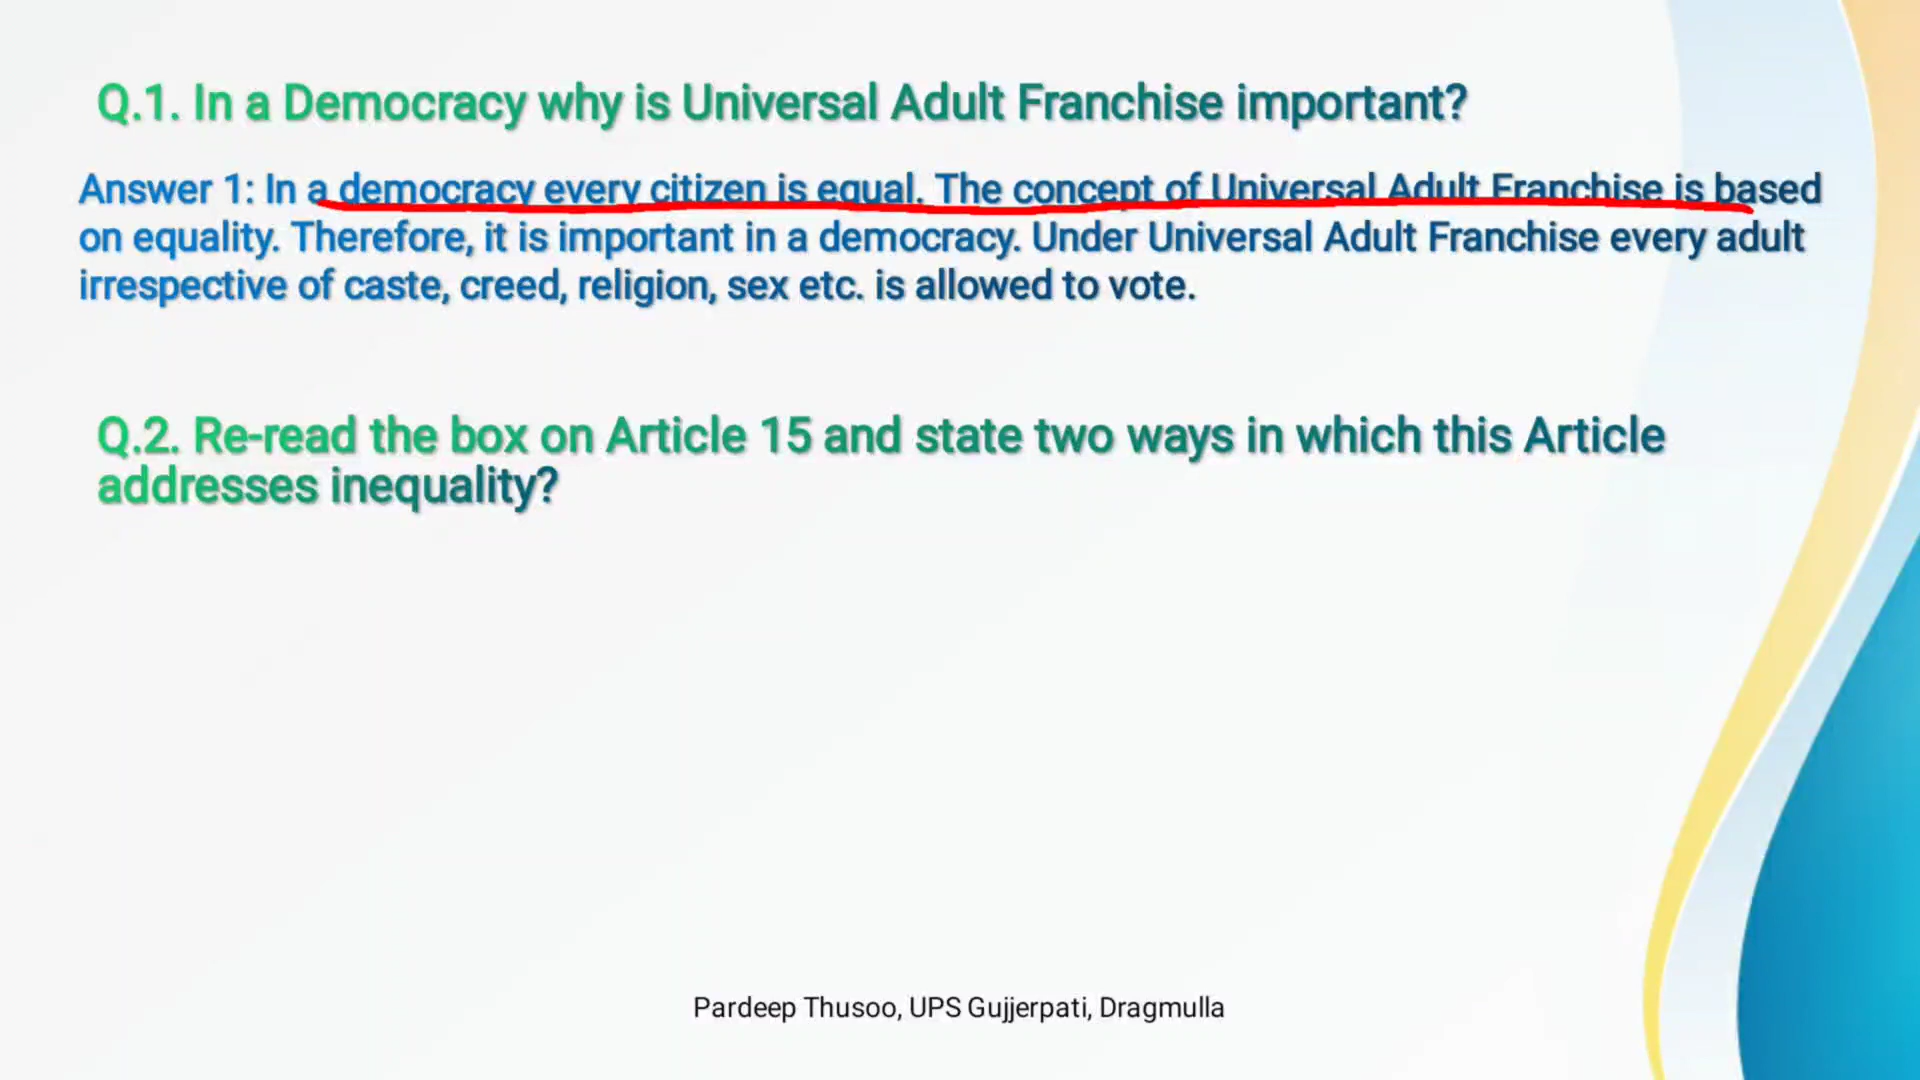 Q.1. In a Democracy why is Universal Adult Franchise important?
Answer 1: In a democracy every citizen is equal. The concept of Universal Adult Franchise is based
on equality. Therefore, it is important in a democracy. Under Universal Adult Franchise every adult
irrespective of caste, creed, religion, sex etc. is allowed to vote.
Q.2. Re-read the box on Article 15 and state two ways in which this Article
addresses inequality?
Pardeep Thusoo, UPS Gujjerpati, Dragmulla